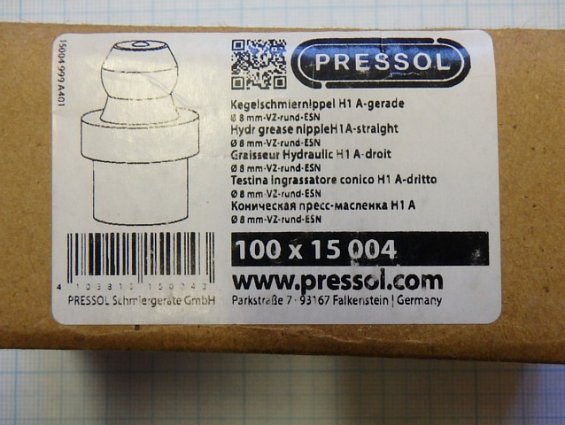 15004 999 A401
PRESSOL
Kegelschmiernippel H1 A-gerade
Ø 8 mm-VZ-rund-ESN
Hydr grease nippleH1A-straight
Ø 8 mm-VZ-rund-ESN
Graisseur Hydraulic H1 A-droit
Ø 8 mm-VZ-rund-ESN
Testina Ingrassatore conico H1 A-dritto
Ø 8 mm-VZ-rund-ESN
Коническая пресс-масленка H1 A
Ø 8 mm-VZ-rund-ESN
100 x 15 004
www.pressol.com
PRESSOL Schmiergeräte GmbH
Parkstraße 7 · 93167 Falkenstein | Germany